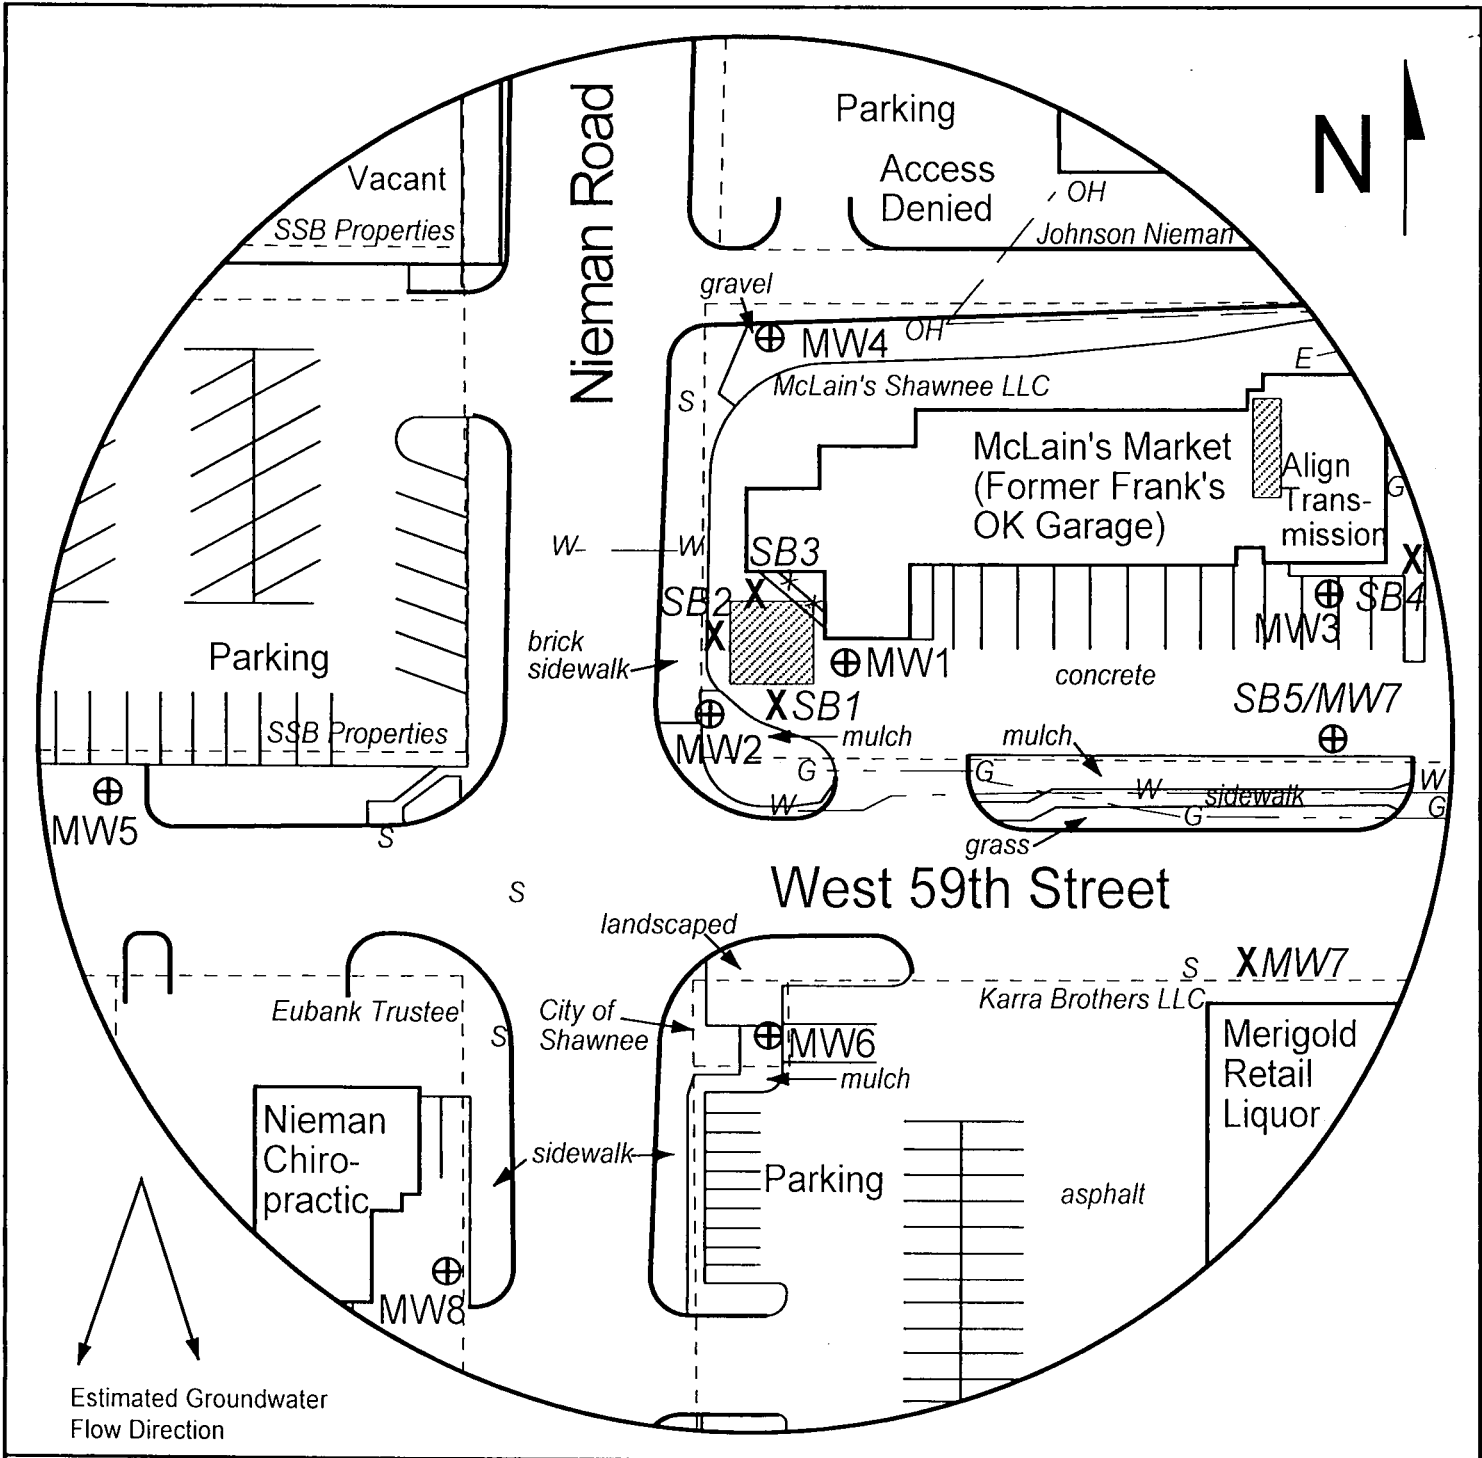 Parking
Access
Denied
N
Nieman Road
Vacant
SSB Properties
OH
Johnson Nieman
gravel
OH
MW4
E
McLain's Shawnee LLC
S
McLain's Market
(Former Frank's
OK Garage)
Align
Trans-
mission
G
W
W
SB3
X
SB2
X
X
SB4
MW3
brick
sidewalk
Parking
MW1
concrete
SB5/MW7
X SB1
SSB Properties
MW2
mulch
mulch
G
G
W
W
W
sidewalk
G
G
MW5
S
grass
West 59th Street
S
landscaped
X MW7
S
Eubank Trustee
City of
Shawnee
Karra Brothers LLC
S
MW6
mulch
Merigold
Retail
Liquor
Nieman
Chiro-
practic
sidewalk
Parking
asphalt
MW8
Estimated Groundwater
Flow Direction